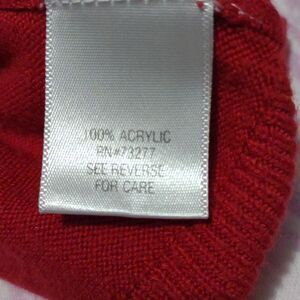 100% ACRYLIC
RN#73277
SEE REVERSE
FOR CARE